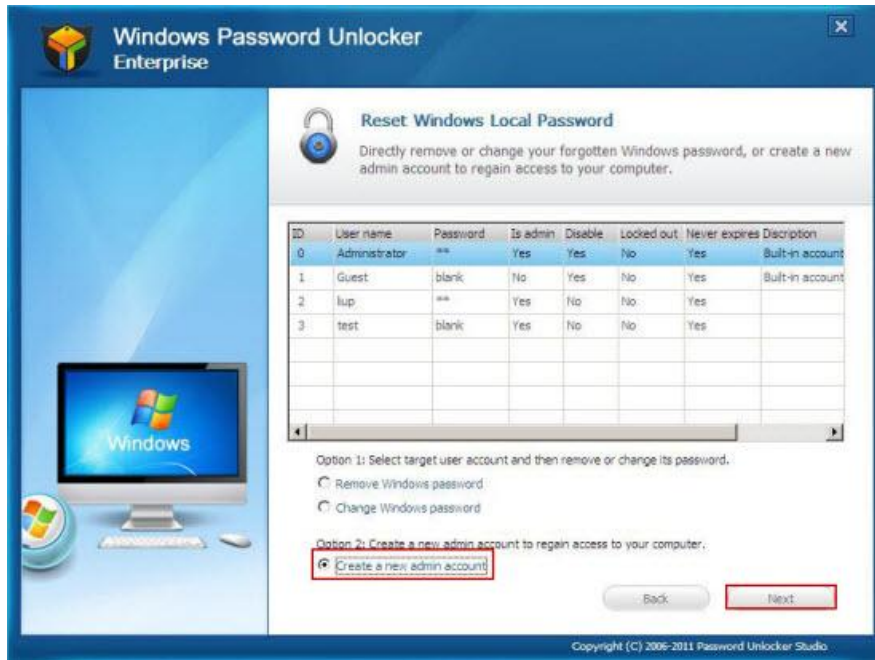 Windows Password Unlocker
Enterprise
Reset Windows Local Password
Directly remove or change your forgotten Windows password, or create a new
admin account to regain access to your computer.
ID User name Password Is admin Disable Locked out Never expires Discription
0 Administrator ** Yes Yes No Yes Built-in account
1 Guest blank No Yes No Yes Built-in account
2 liup ** Yes No No Yes
3 test blank Yes No No Yes
Windows
Option 1: Select target user account and then remove or change its password.
Remove Windows password
Change Windows password
Option 2: Create a new admin account to regain access to your computer.
Create a new admin account
Back Next
Copyright (C) 2006-2011 Password Unlocker Studio